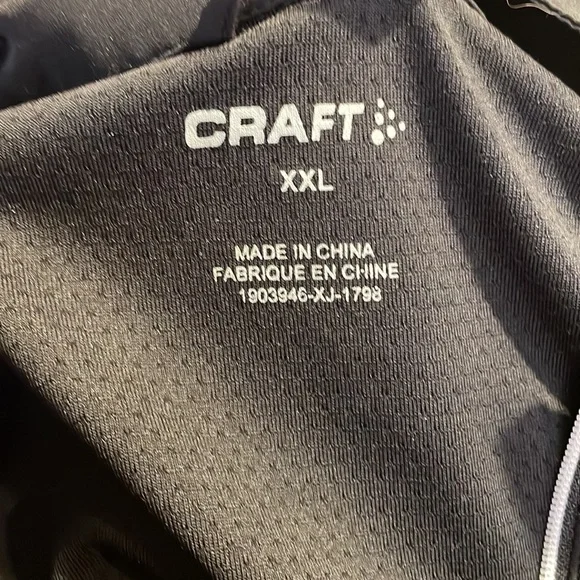 CRAFT
XXL
MADE IN CHINA
FABRIQUE EN CHINE
1903946-XJ-1798